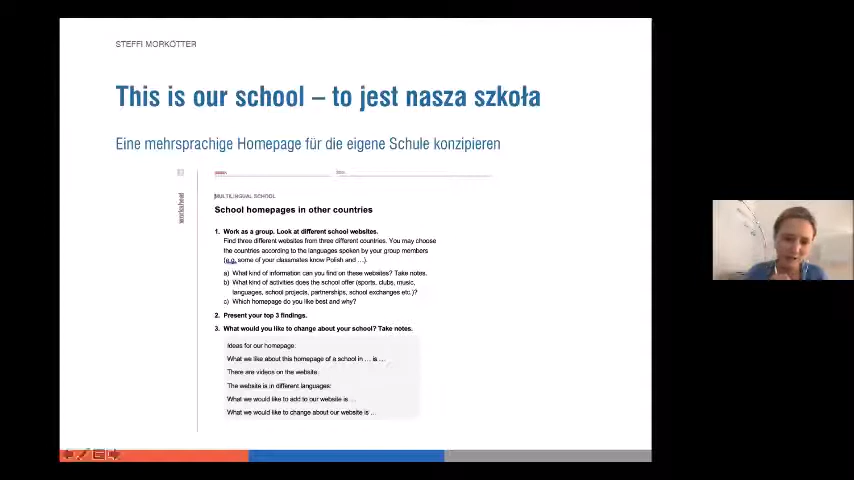 STEFFI MORKÖTTER
This is our school – to jest nasza szkoła
Eine mehrsprachige Homepage für die eigene Schule konzipieren
worksheet
MULTILINGUAL SCHOOL
School homepages in other countries
1. Work as a group. Look at different school websites.
Find three different websites from three different countries. You may choose
the countries according to the languages spoken by your group members
(e.g. some of your classmates know Polish and …).
a) What kind of information can you find on these websites? Take notes.
b) What kind of activities does the school offer (sports, clubs, music,
languages, school projects, partnerships, school exchanges etc.)?
c) Which homepage do you like best and why?
2. Present your top 3 findings.
3. What would you like to change about your school? Take notes.
Ideas for our homepage:
What we like about this homepage of a school in … is …
There are videos on the website.
The website is in different languages:
What we would like to add to our website is …
What we would like to change about our website is …